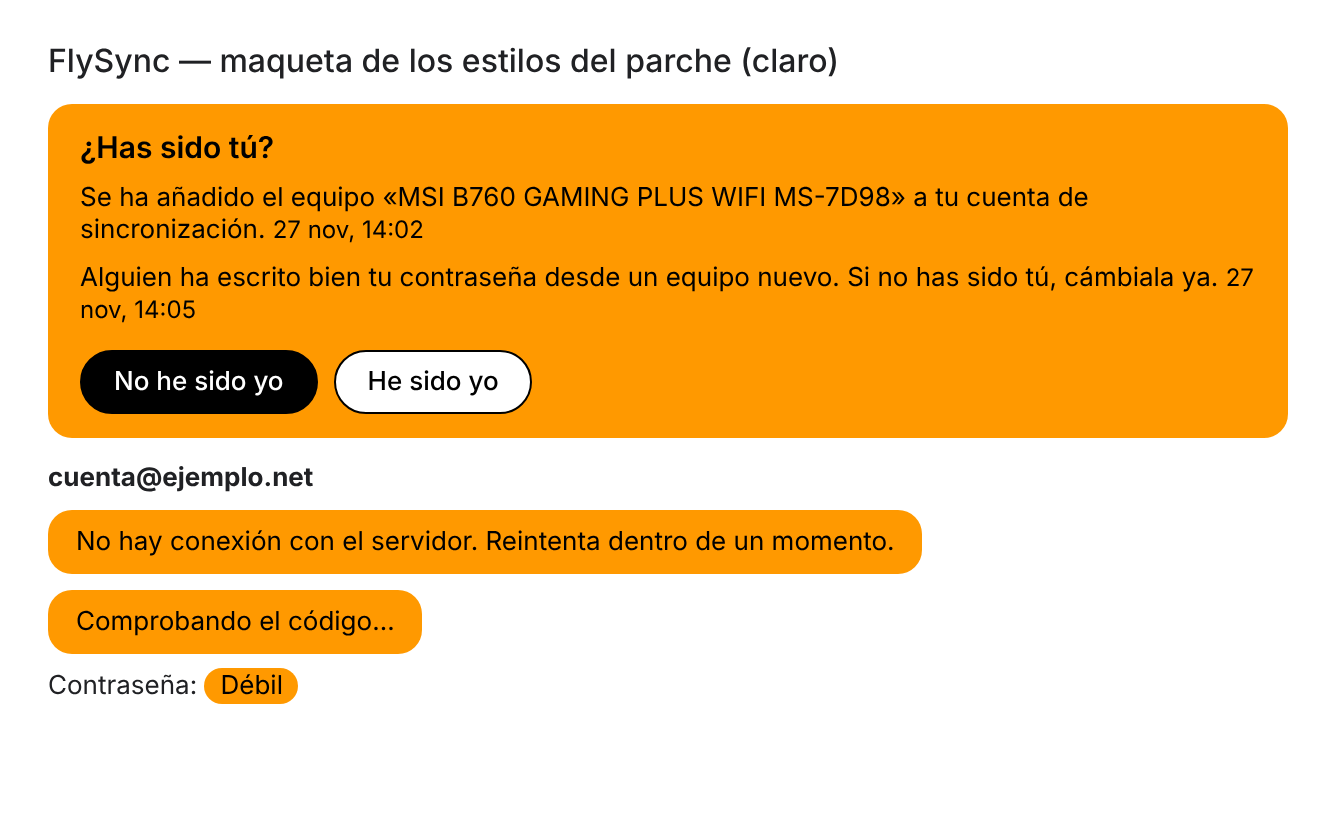 FlySync — maqueta de los estilos del parche (claro)
¿Has sido tú?
Se ha añadido el equipo «MSI B760 GAMING PLUS WIFI MS-7D98» a tu cuenta de
sincronización. 27 nov, 14:02
Alguien ha escrito bien tu contraseña desde un equipo nuevo. Si no has sido tú, cámbiala ya. 27
nov, 14:05
No he sido yo
He sido yo
cuenta@ejemplo.net
No hay conexión con el servidor. Reintenta dentro de un momento.
Comprobando el código…
Contraseña: Débil